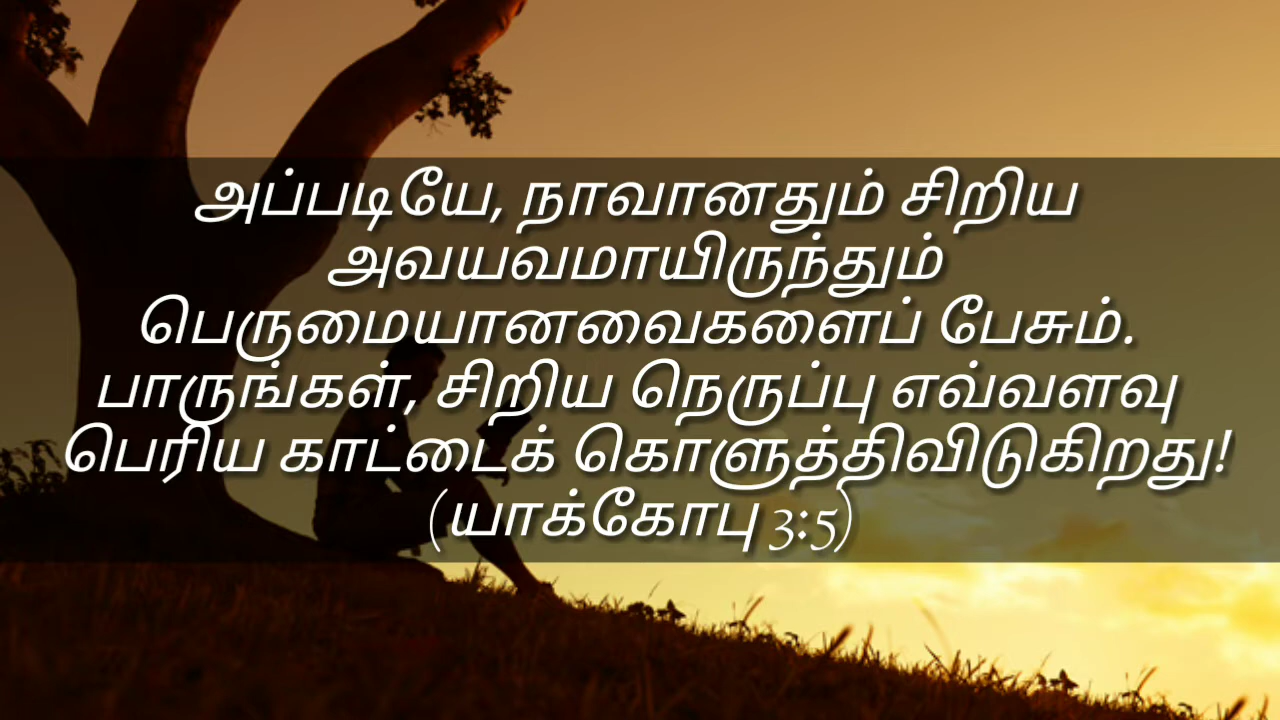 அப்படியே, நாவானதும் சிறிய
அவயவமாயிருந்தும்
பெருமையானவைகளைப் பேசும்.
பாருங்கள், சிறிய நெருப்பு எவ்வளவு
பெரிய காட்டைக் கொளுத்திவிடுகிறது!
(யாக்கோபு 3:5)